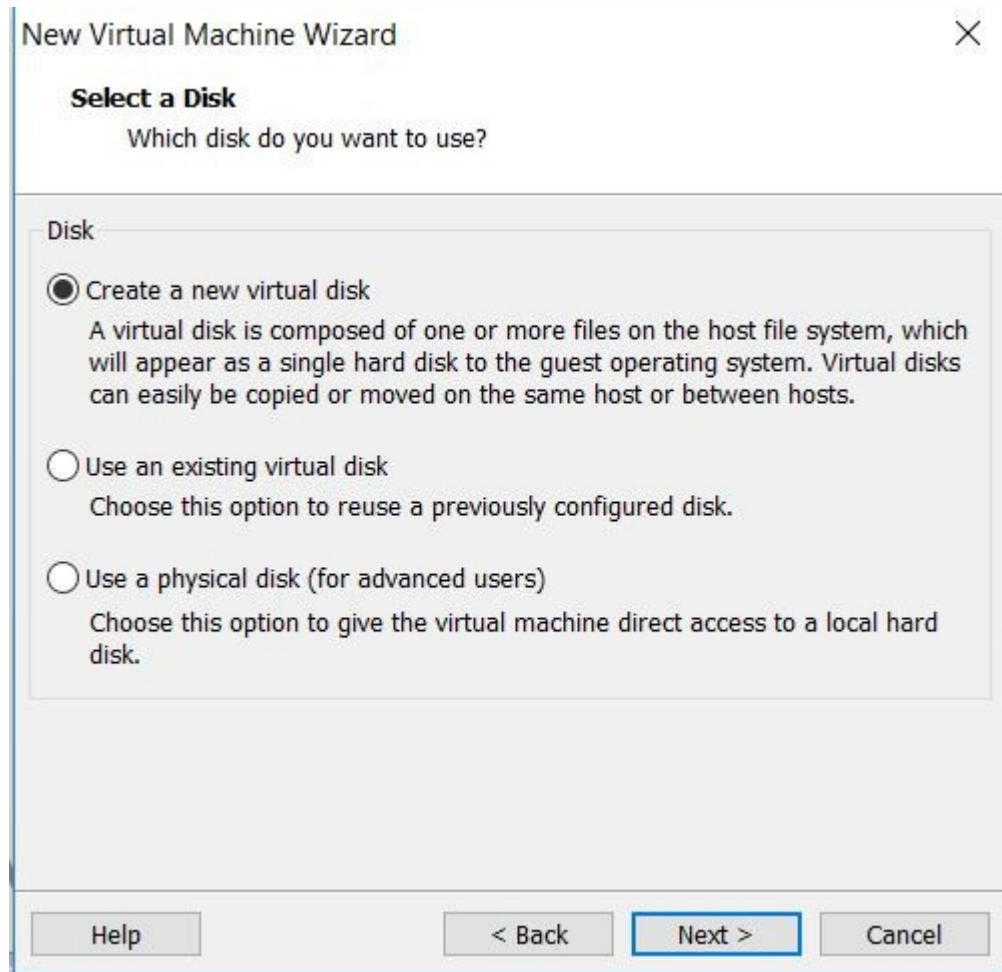 New Virtual Machine Wizard
Select a Disk
Which disk do you want to use?
Disk
Create a new virtual disk
A virtual disk is composed of one or more files on the host file system, which
will appear as a single hard disk to the guest operating system. Virtual disks
can easily be copied or moved on the same host or between hosts.
Use an existing virtual disk
Choose this option to reuse a previously configured disk.
Use a physical disk (for advanced users)
Choose this option to give the virtual machine direct access to a local hard
disk.
Help
< Back
Next >
Cancel